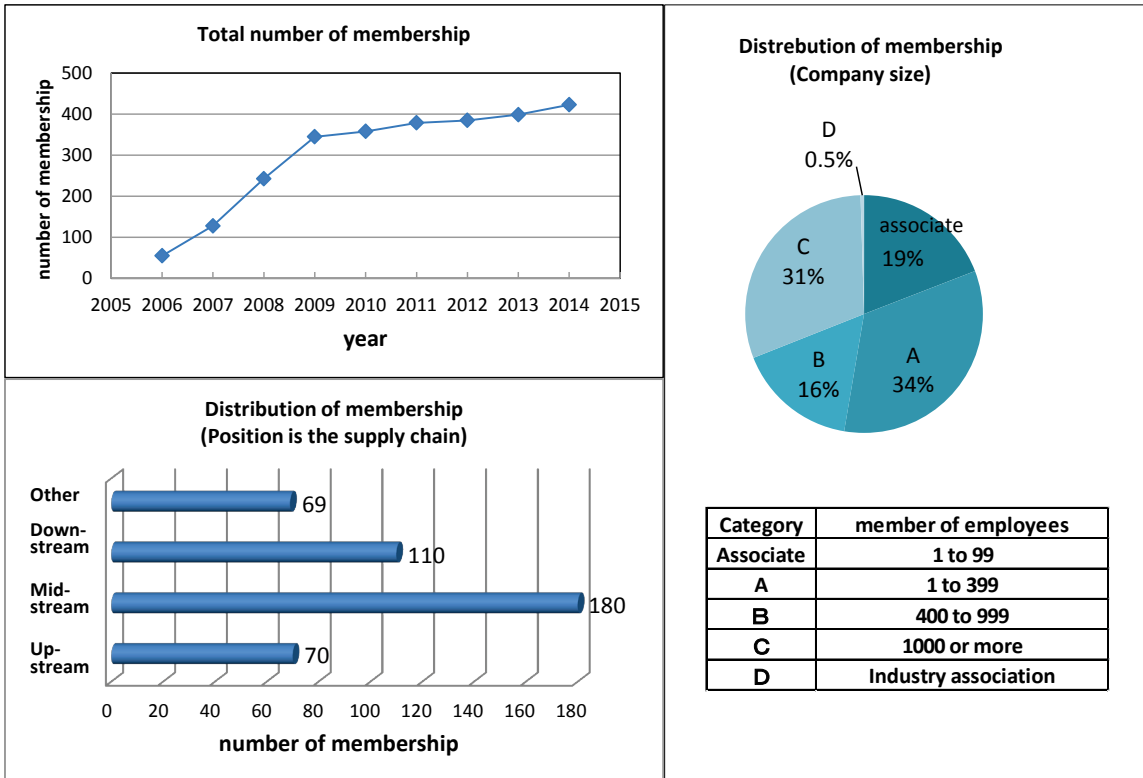 Total number of membership
number of membership
500
400
300
200
100
0
2005 2006 2007 2008 2009 2010 2011 2012 2013 2014 2015
year
Distribution of membership
(Position is the supply chain)
Other
69
Down-
stream
110
Mid-
stream
180
Up-
stream
70
0 20 40 60 80 100 120 140 160 180
number of membership
Distrebution of membership
(Company size)
D
0.5%
associate
19%
C
31%
B
16%
A
34%
Category member of employees
Associate 1 to 99
A 1 to 399
B 400 to 999
C 1000 or more
D Industry association